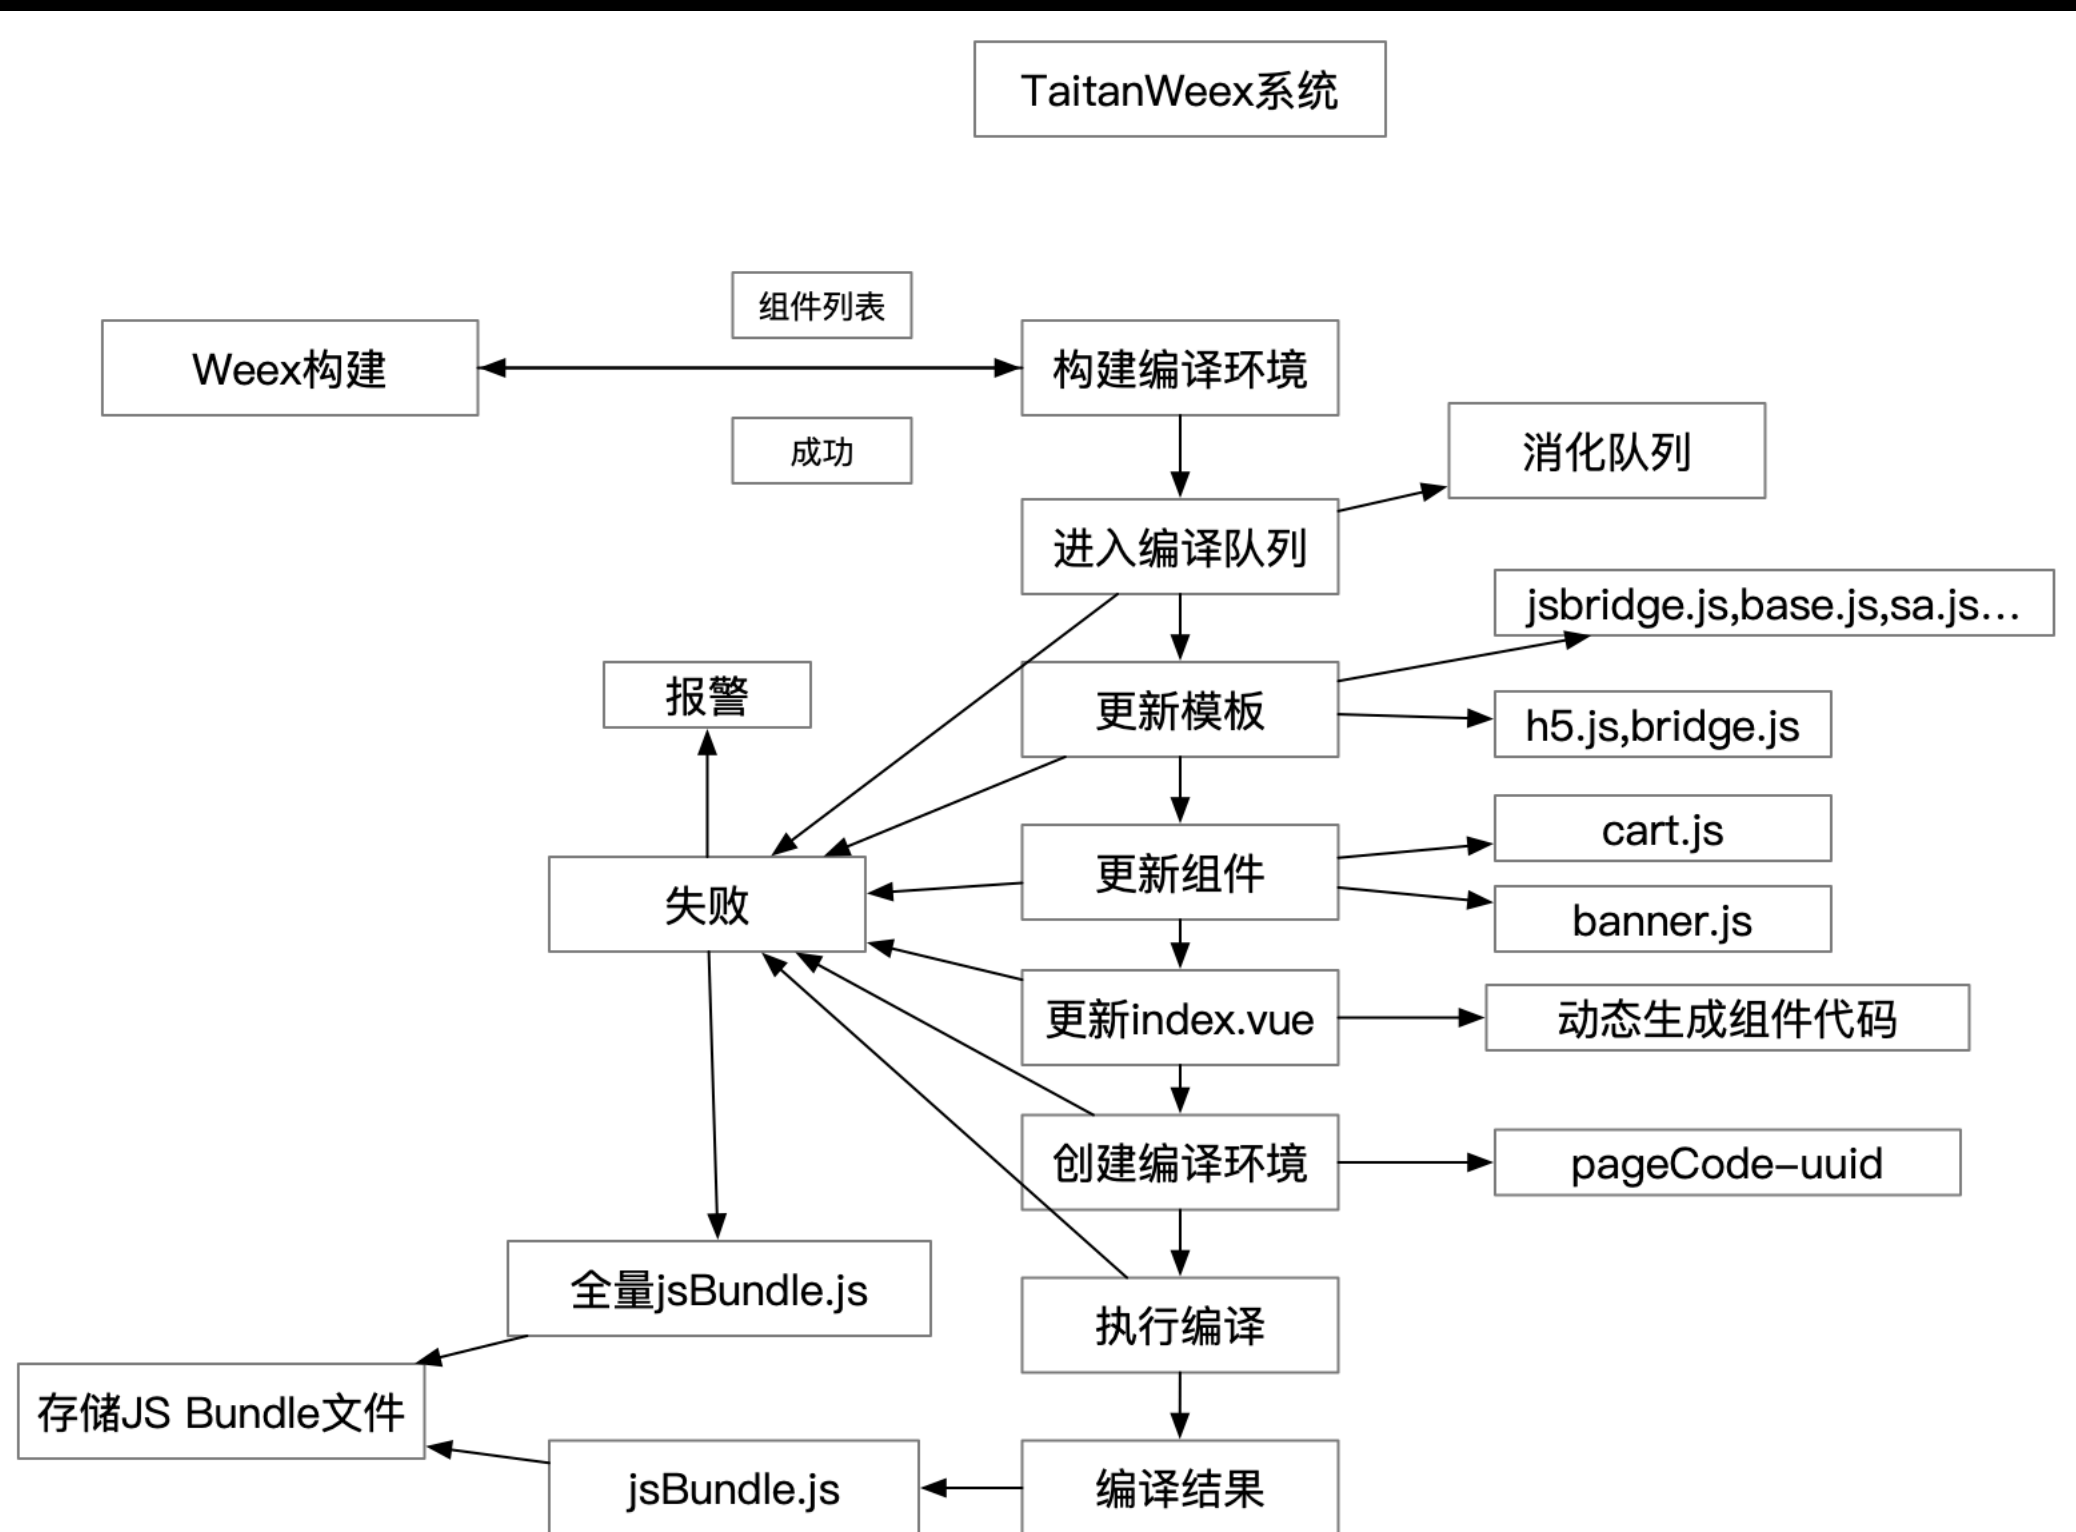 TaitanWeex系统
组件列表
Weex构建
构建编译环境
成功
消化队列
进入编译队列
jsbridge.js,base.js,sa.js...
报警
更新模板
h5.js,bridge.js
cart.js
更新组件
失败
banner.js
更新index.vue
动态生成组件代码
创建编译环境
pageCode-uuid
全量jsBundle.js
执行编译
存储JS Bundle文件
jsBundle.js
编译结果